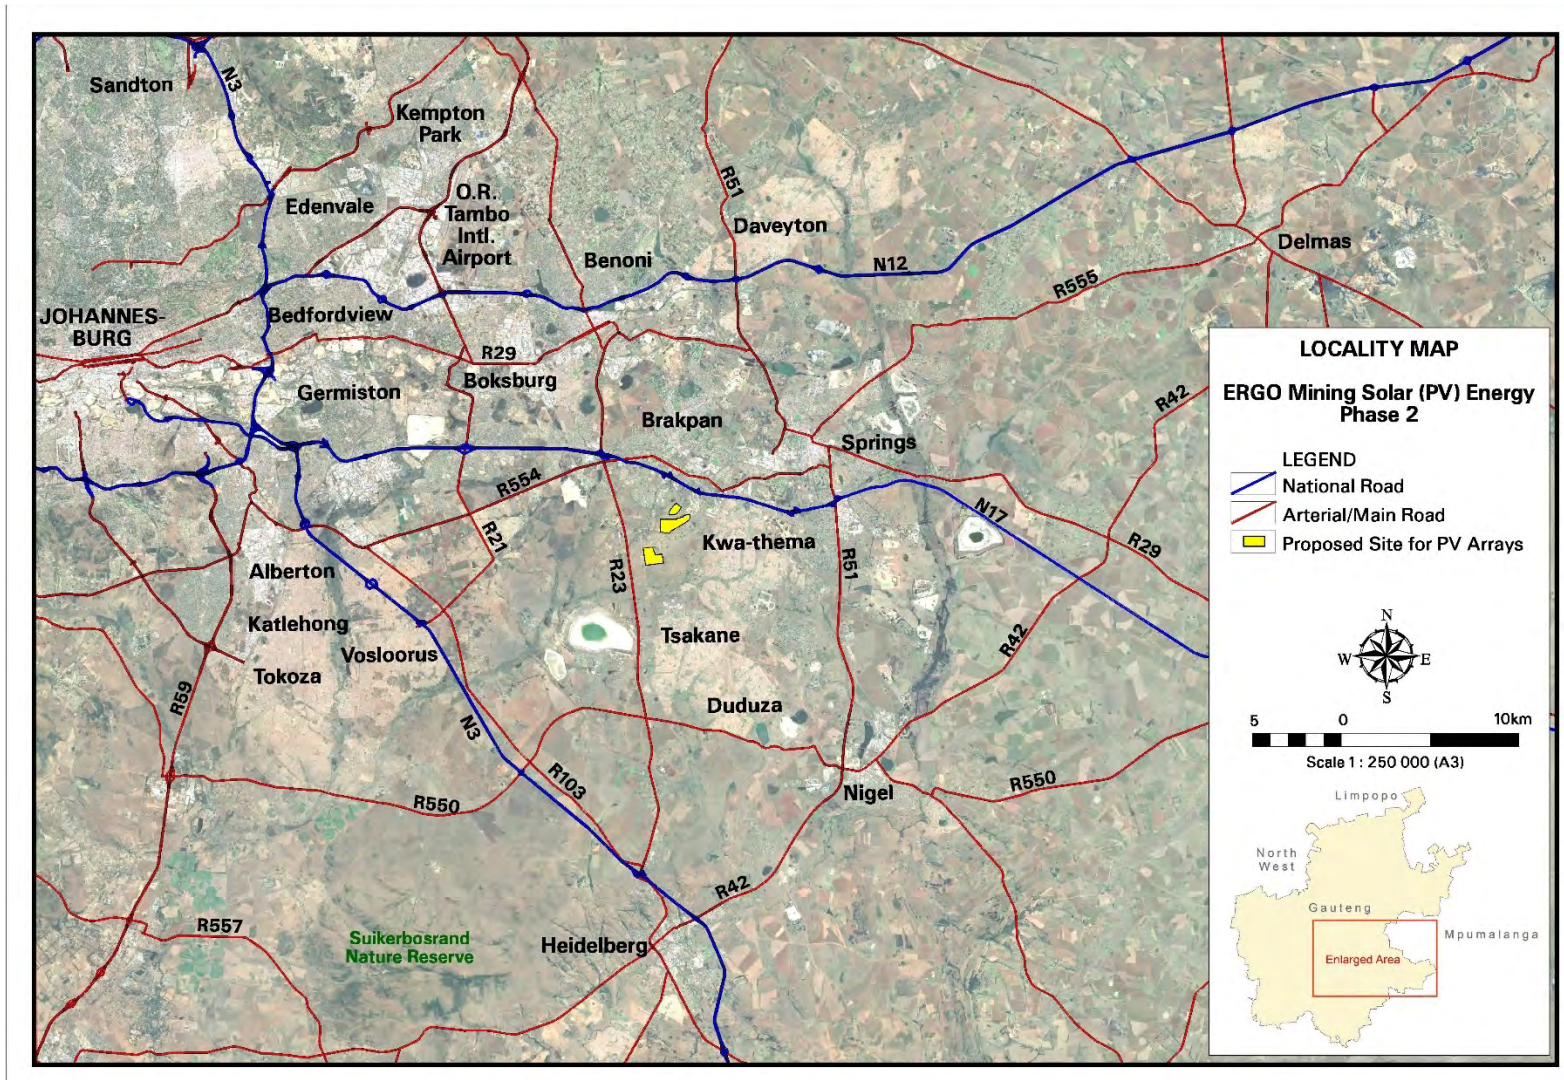 Sandton
N3
Kempton
Park
R51
Edenvale
O.R.
Tambo
Intl.
Airport
Daveyton
Benoni
N12
Delmas
R555
JOHANNES-
BURG
Bedfordview
R29
Boksburg
Germiston
Brakpan
Springs
R42
R554
R21
N17
R29
Kwa-thema
R23
R51
Alberton
Katlehong
Vosloorus
Tokoza
Tsakane
R42
R59
N3
Duduza
R103
R550
Nigel
R550
R42
R557
Suikerbosrand
Nature Reserve
Heidelberg
LOCALITY MAP
ERGO Mining Solar (PV) Energy
Phase 2
LEGEND
National Road
Arterial/Main Road
Proposed Site for PV Arrays
N
W E
S
5 0 10km
Scale 1 : 250 000 (A3)
Limpopo
North
West
Gauteng
Mpumalanga
Enlarged Area